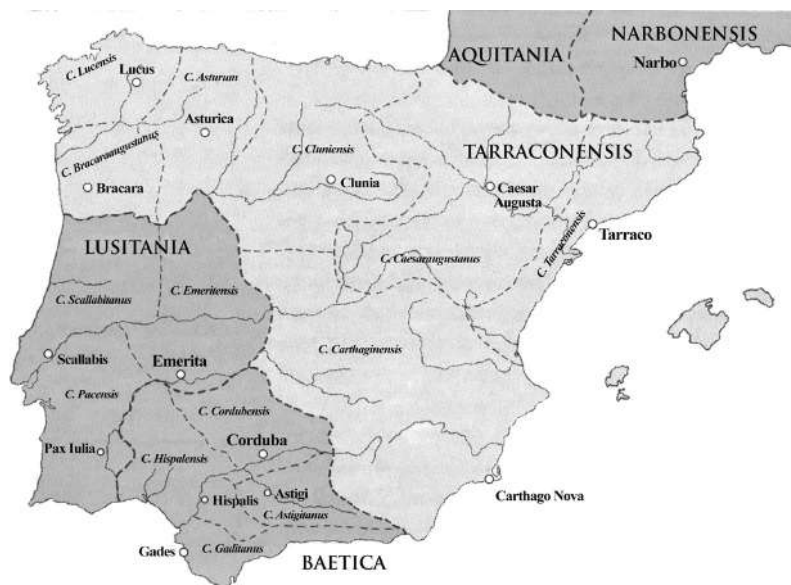 NARBONENSIS
AQUITANIA
Narbo
C. Lucensis
Lucus
C. Asturum
Asturica
C. Bracaraaugustanus
Bracara
C. Cluniensis
Clunia
TARRACONENSIS
Caesar
Augusta
Tarraco
C. Tarraconensis
C. Caesaraugustanus
LUSITANIA
C. Scallabitanus
C. Emeritensis
C. Carthaginensis
Scallabis
Emerita
C. Pacensis
C. Cordubensis
Pax Iulia
C. Hispalensis
Corduba
Hispalis
Astigi
C. Astigitanus
Carthago Nova
Gades
C. Gaditanus
BAETICA